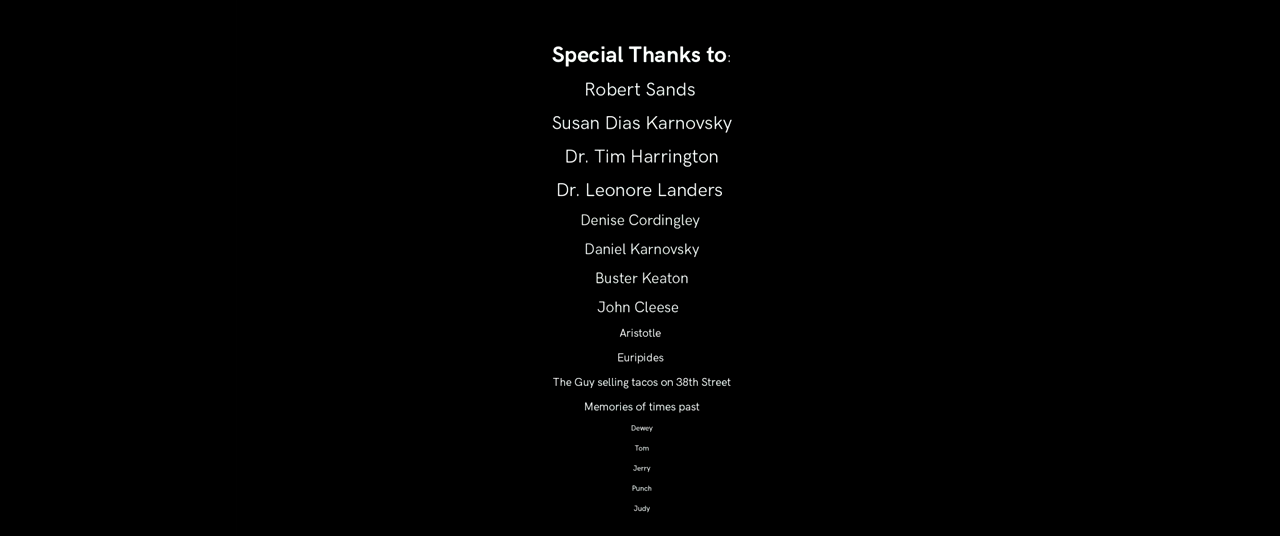 Special Thanks to:
Robert Sands
Susan Dias Karnovsky
Dr. Tim Harrington
Dr. Leonore Landers
Denise Cordingley
Daniel Karnovsky
Buster Keaton
John Cleese
Aristotle
Euripides
The Guy selling tacos on 38th Street
Memories of times past
Dewey
Tom
Jerry
Punch
Judy